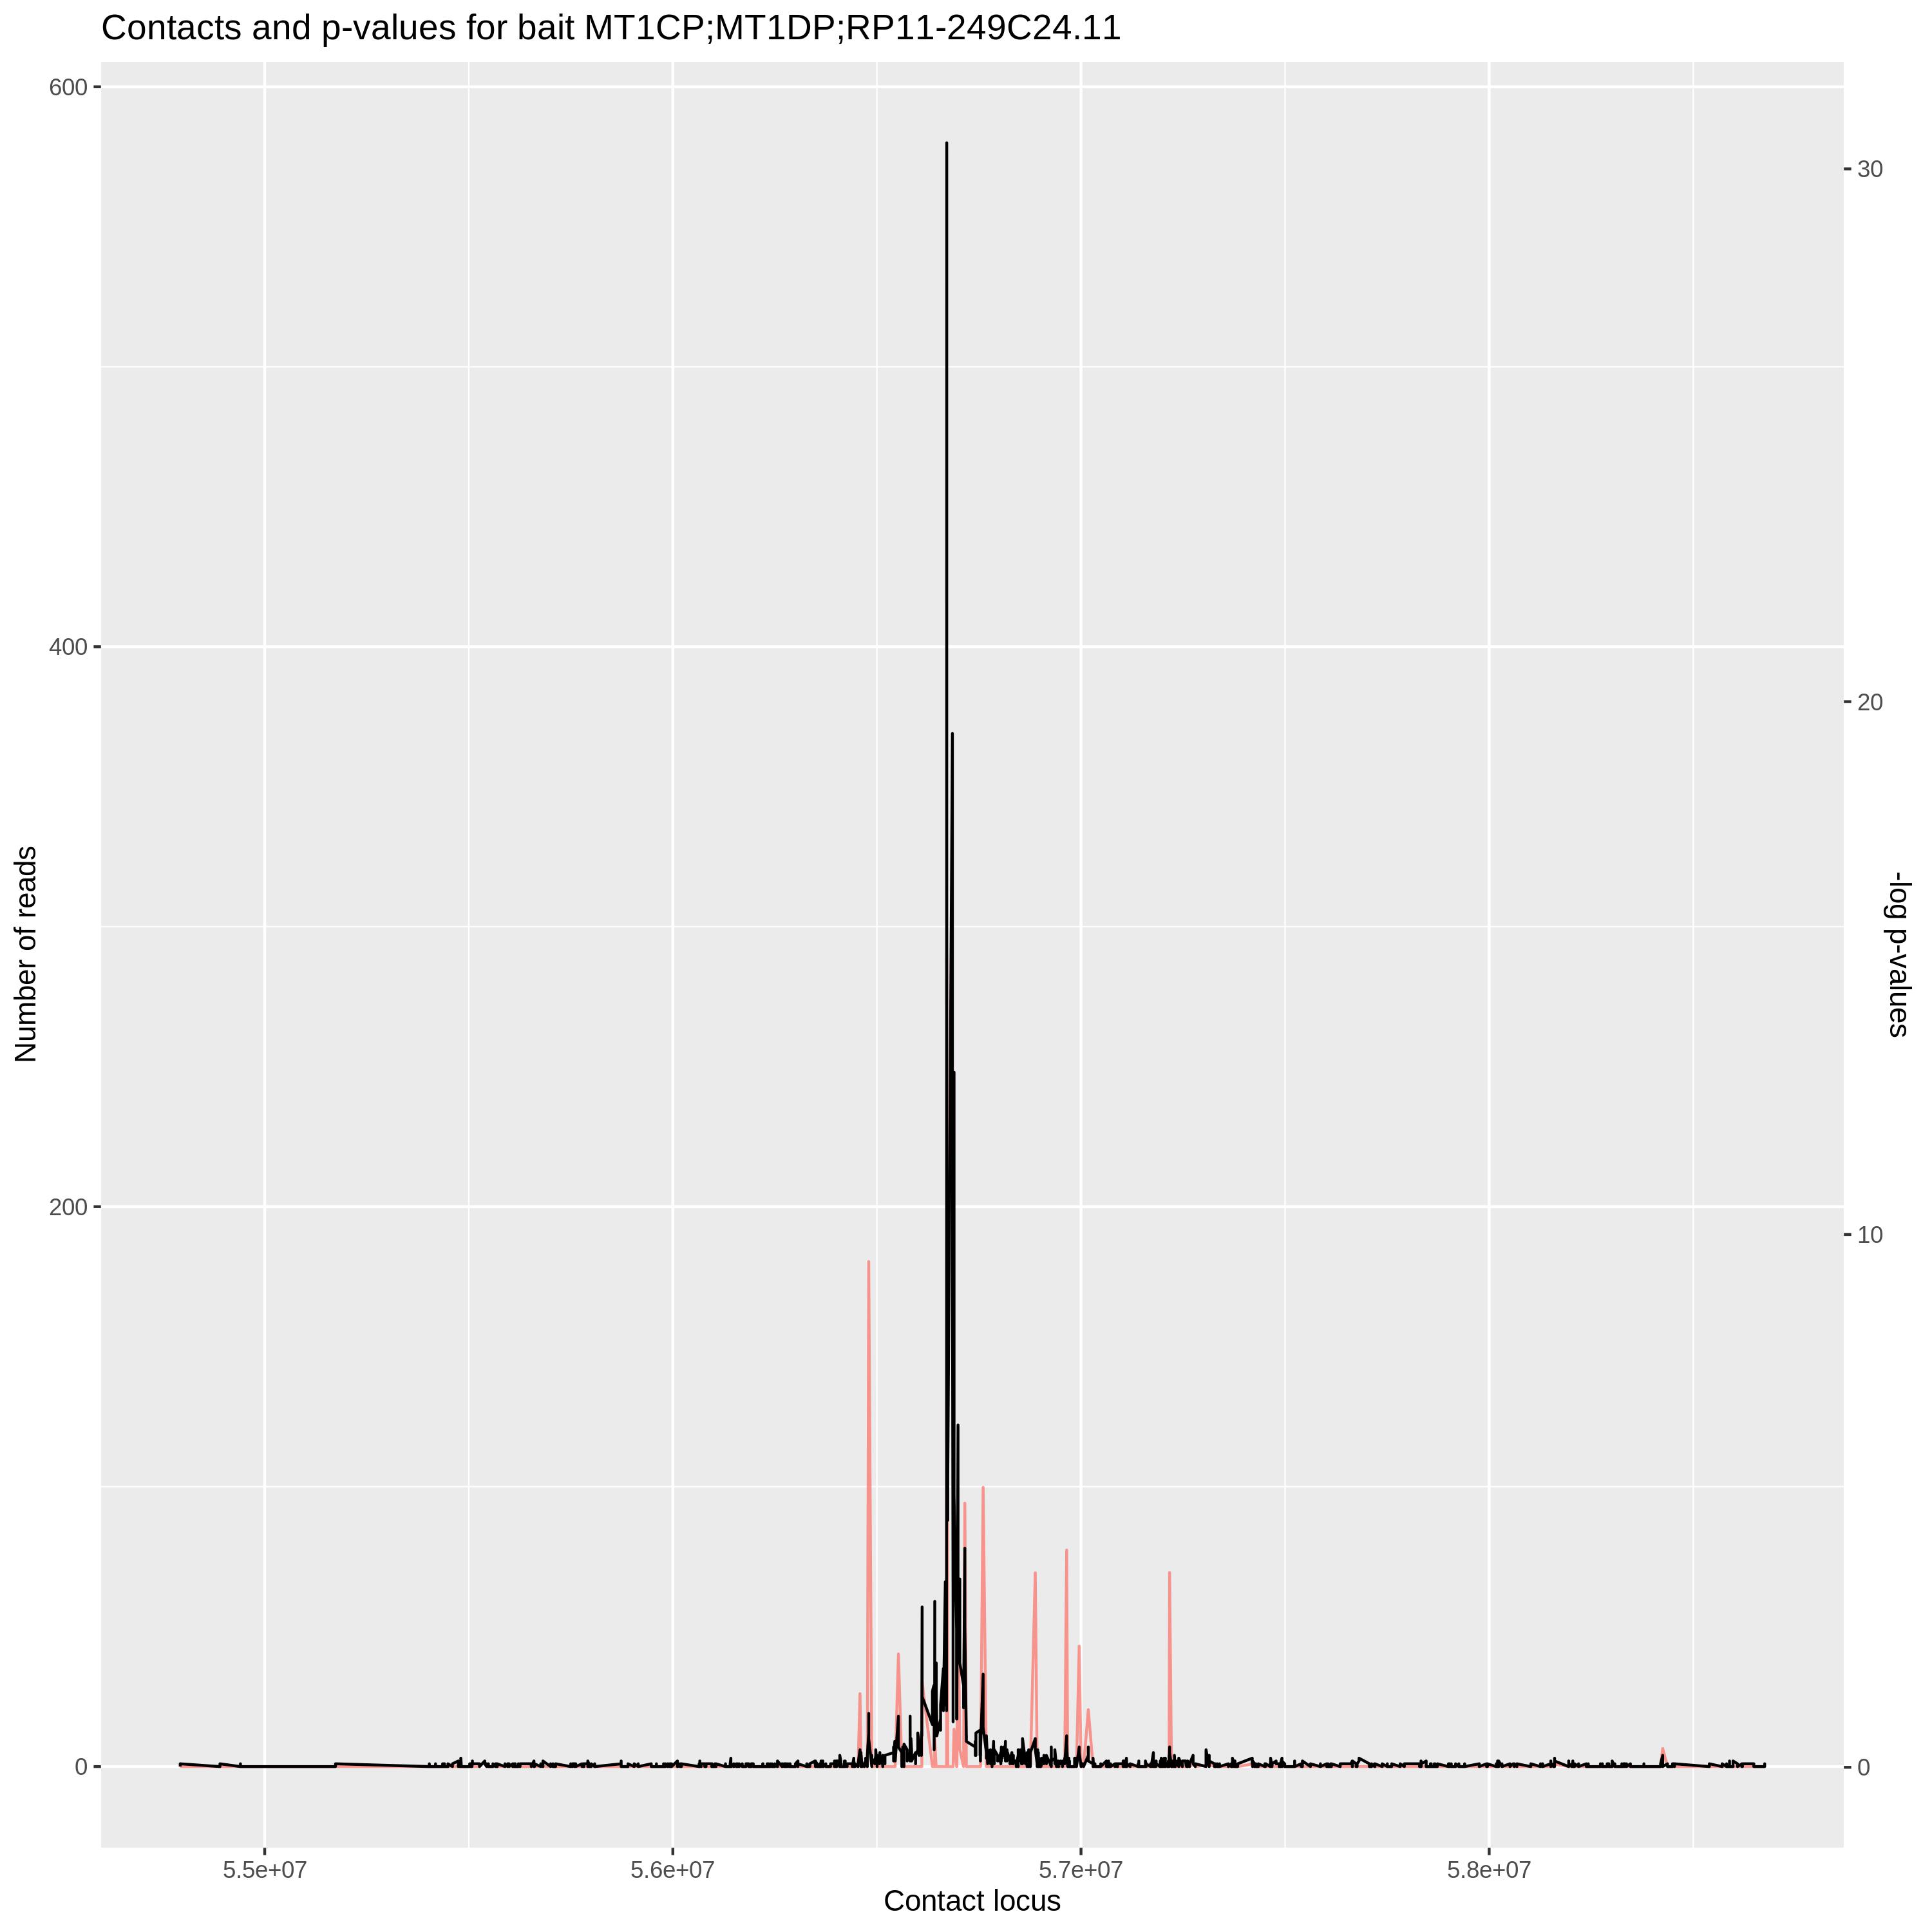 Contacts and p-values for bait MT1CP;MT1DP;RP11-249C24.11
600
400
200
0
30
20
10
0
Number of reads
-log p-values
5.5e+07 5.6e+07 5.7e+07 5.8e+07
Contact locus